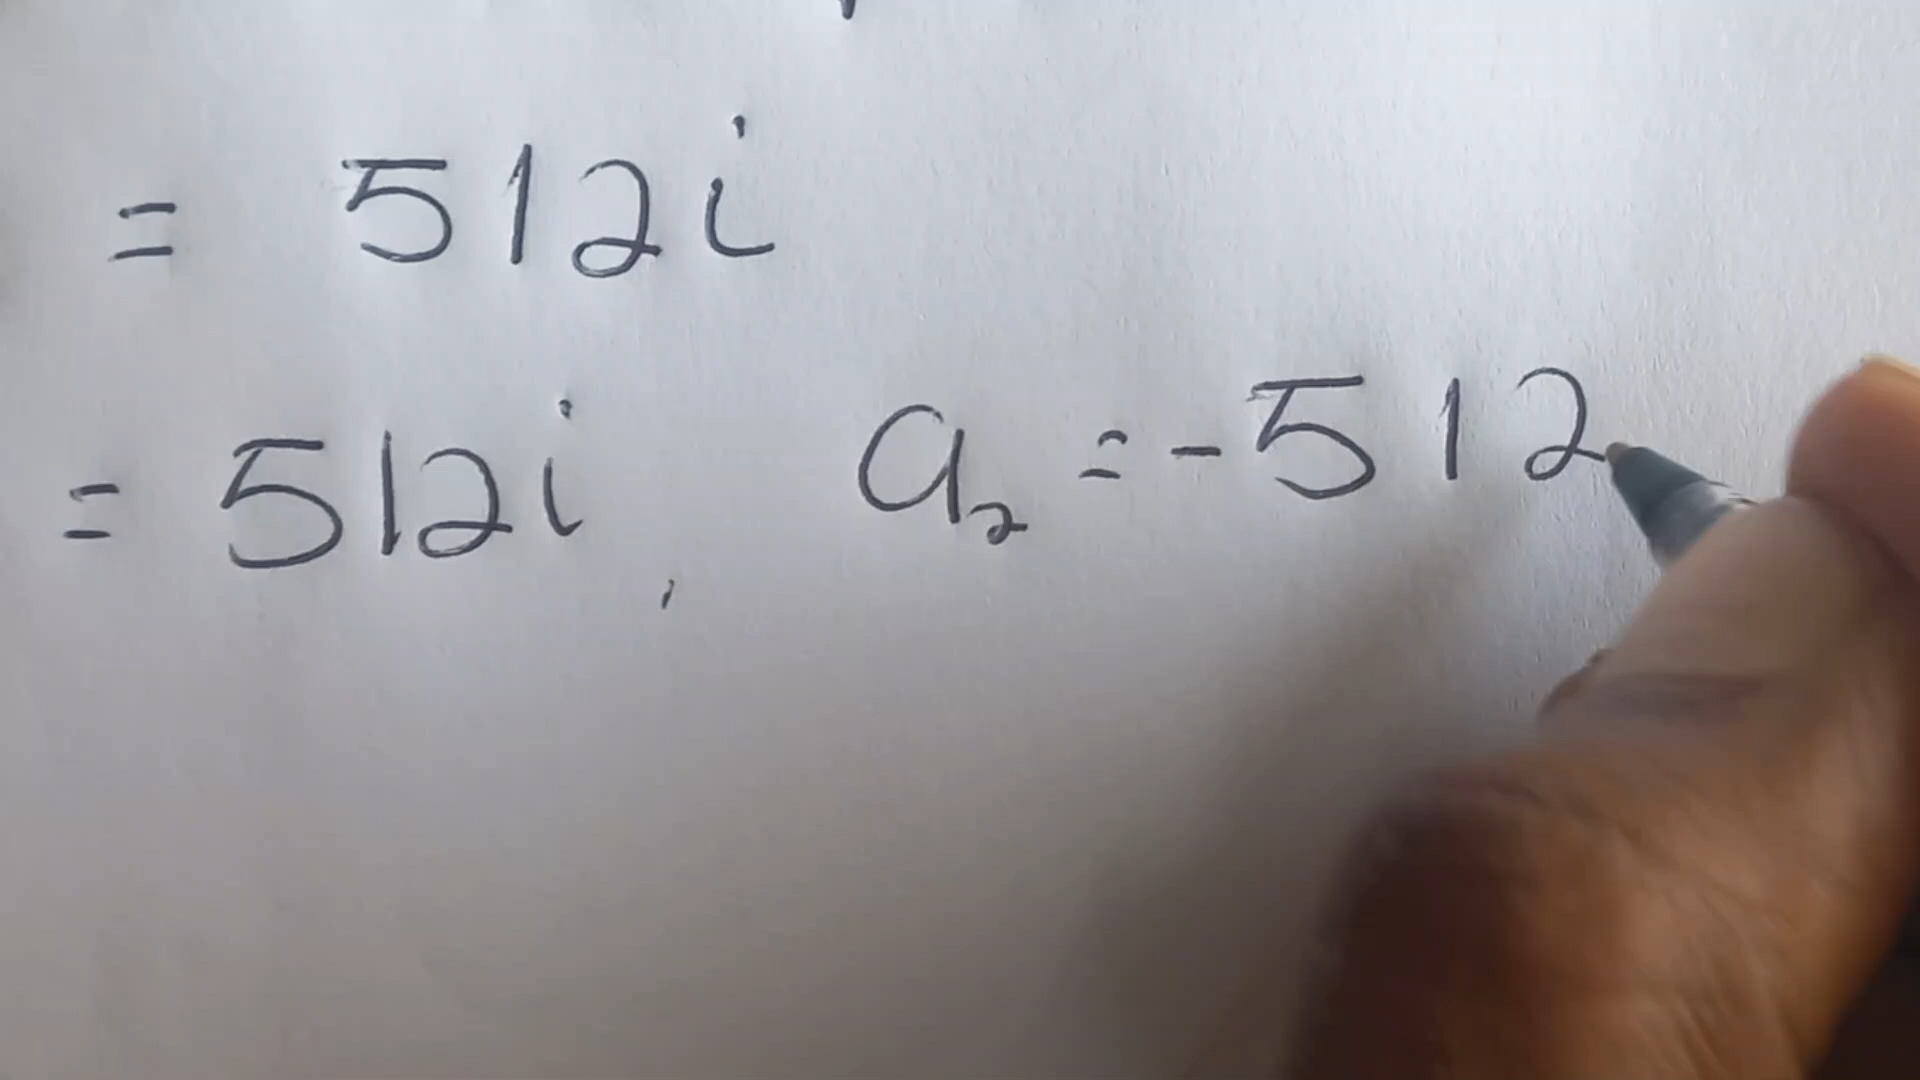 = 512i
= 512i, a₂ = -512